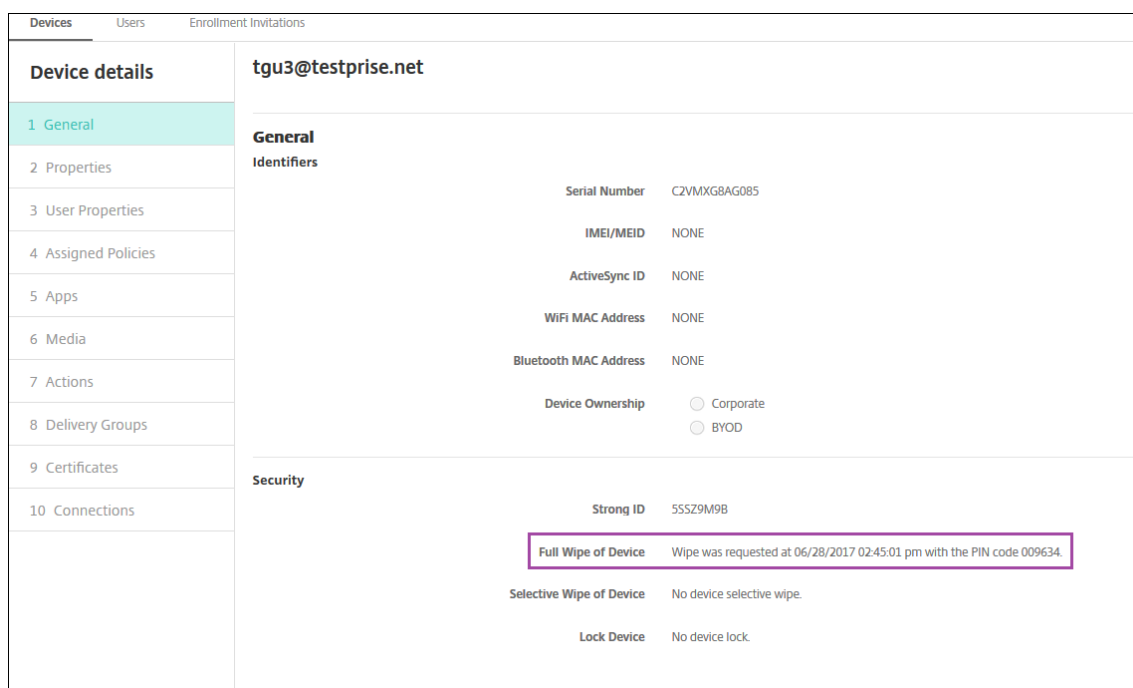 Devices Users Enrollment Invitations
Device details
1 General
2 Properties
3 User Properties
4 Assigned Policies
5 Apps
6 Media
7 Actions
8 Delivery Groups
9 Certificates
10 Connections
tgu3@testprise.net
General
Identifiers
Serial Number C2VMXG8AG085
IMEI/MEID NONE
ActiveSync ID NONE
WiFi MAC Address NONE
Bluetooth MAC Address NONE
Device Ownership Corporate
BYOD
Security
Strong ID 5SSZ9M9B
Full Wipe of Device Wipe was requested at 06/28/2017 02:45:01 pm with the PIN code 009634.
Selective Wipe of Device No device selective wipe.
Lock Device No device lock.